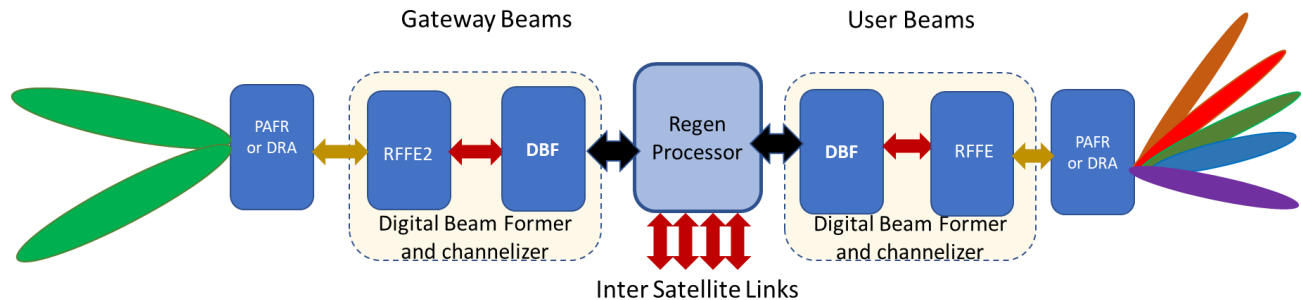 Gateway Beams
User Beams
PAFR
or DRA
RFFE2
DBF
Regen
Processor
DBF
RFFE
PAFR
or DRA
Digital Beam Former
and channelizer
Digital Beam Former
and channelizer
Inter Satellite Links